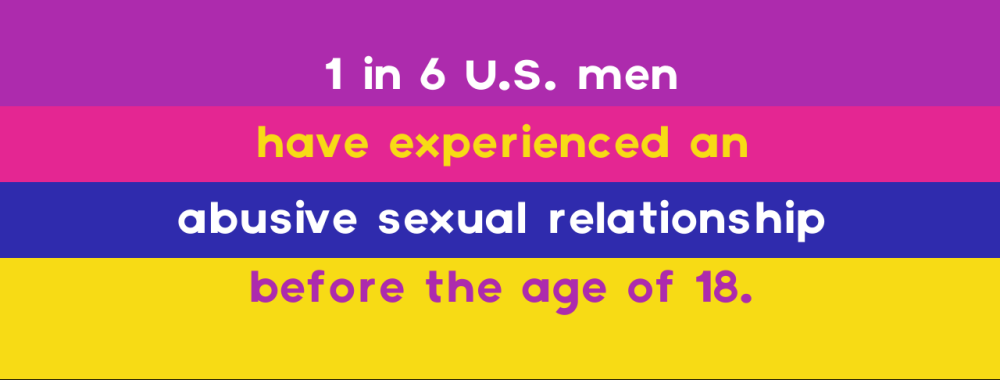 1 in 6 U.S. men
have experienced an
abusive sexual relationship
before the age of 18.